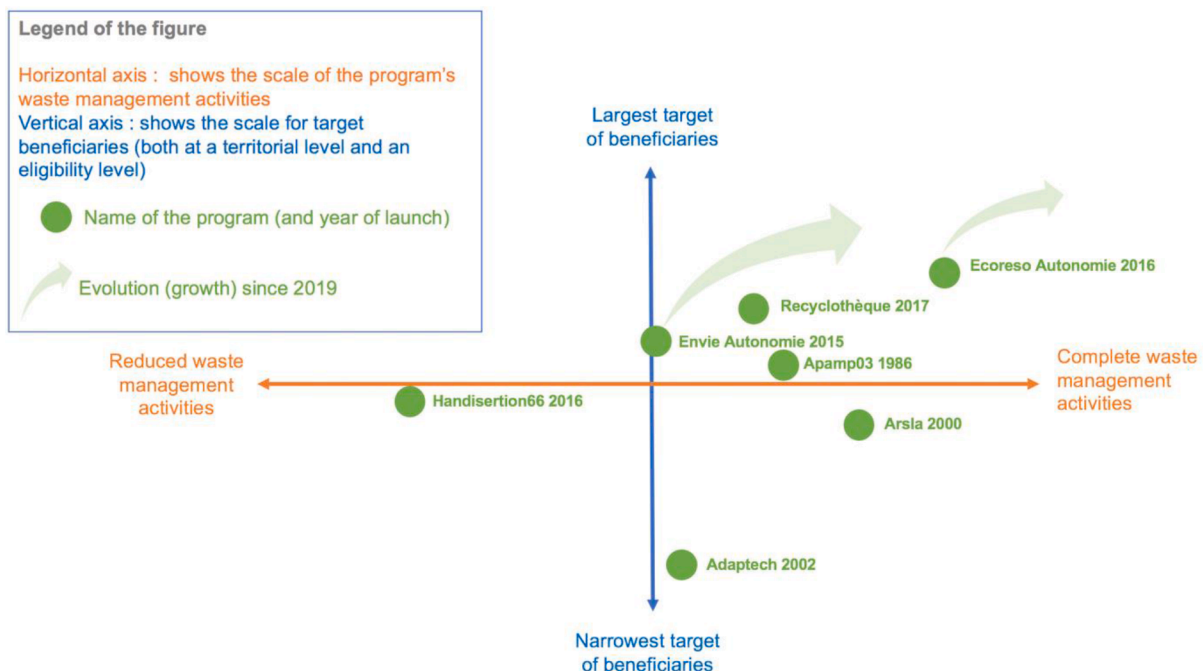 Legend of the figure
Horizontal axis : shows the scale of the program's
waste management activities
Vertical axis : shows the scale for target
beneficiaries (both at a territorial level and an
eligibility level)
Name of the program (and year of launch)
Evolution (growth) since 2019
Largest target
of beneficiaries
Ecoreso Autonomie 2016
Recyclothèque 2017
Envie Autonomie 2015
Apamp03 1986
Reduced waste
management
activities
Complete waste
management
activities
Handisertion66 2016
Arsla 2000
Adaptech 2002
Narrowest target
of beneficiaries